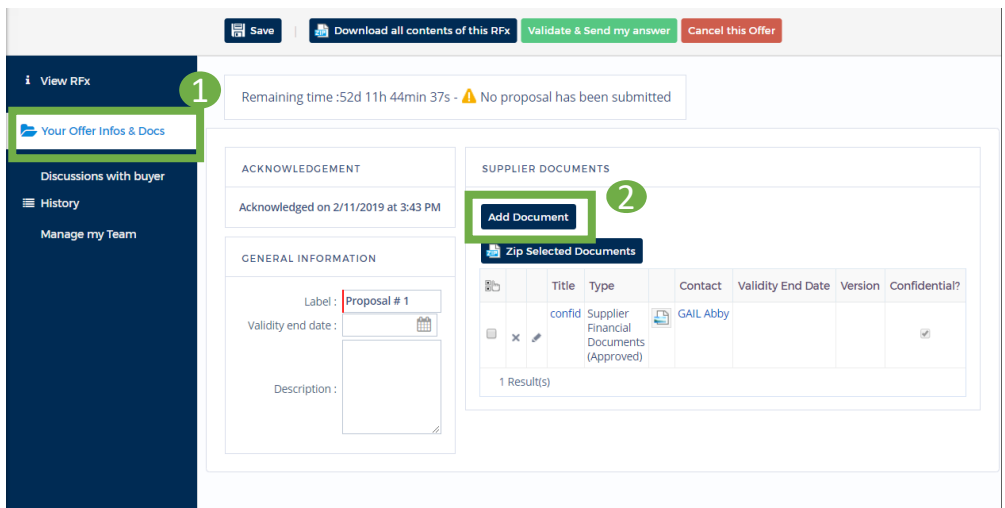 Save
Download all contents of this RFx
Validate & Send my answer
Cancel this Offer
View RFx
1
Remaining time :52d 11h 44min 37s - No proposal has been submitted
Your Offer Infos & Docs
Discussions with buyer
History
Manage my Team
ACKNOWLEDGEMENT
Acknowledged on 2/11/2019 at 3:43 PM
GENERAL INFORMATION
Label : Proposal # 1
Validity end date :
Description :
SUPPLIER DOCUMENTS
2
Add Document
Zip Selected Documents
Title Type Contact Validity End Date Version Confidential?
confid Supplier GAIL Abby
Financial
Documents
(Approved)
1 Result(s)